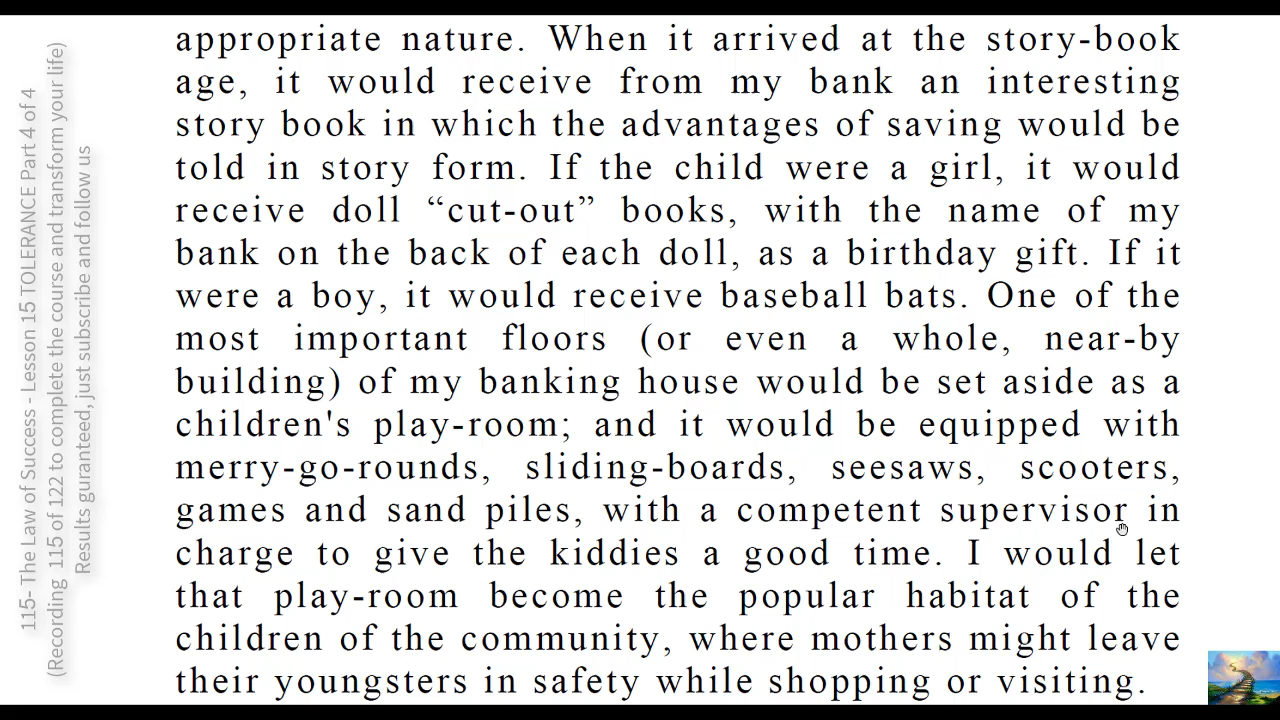 appropriate nature. When it arrived at the story-book
age, it would receive from my bank an interesting
story book in which the advantages of saving would be
told in story form. If the child were a girl, it would
receive doll “cut-out” books, with the name of my
bank on the back of each doll, as a birthday gift. If it
were a boy, it would receive baseball bats. One of the
most important floors (or even a whole, near-by
building) of my banking house would be set aside as a
children's play-room; and it would be equipped with
merry-go-rounds, sliding-boards, seesaws, scooters,
games and sand piles, with a competent supervisor in
charge to give the kiddies a good time. I would let
that play-room become the popular habitat of the
children of the community, where mothers might leave
their youngsters in safety while shopping or visiting.
115- The Law of Success - Lesson 15 TOLERANCE Part 4 of 4
(Recording 115 of 122 to complete the course and transform your life)
Results guranteed, just subscribe and follow us